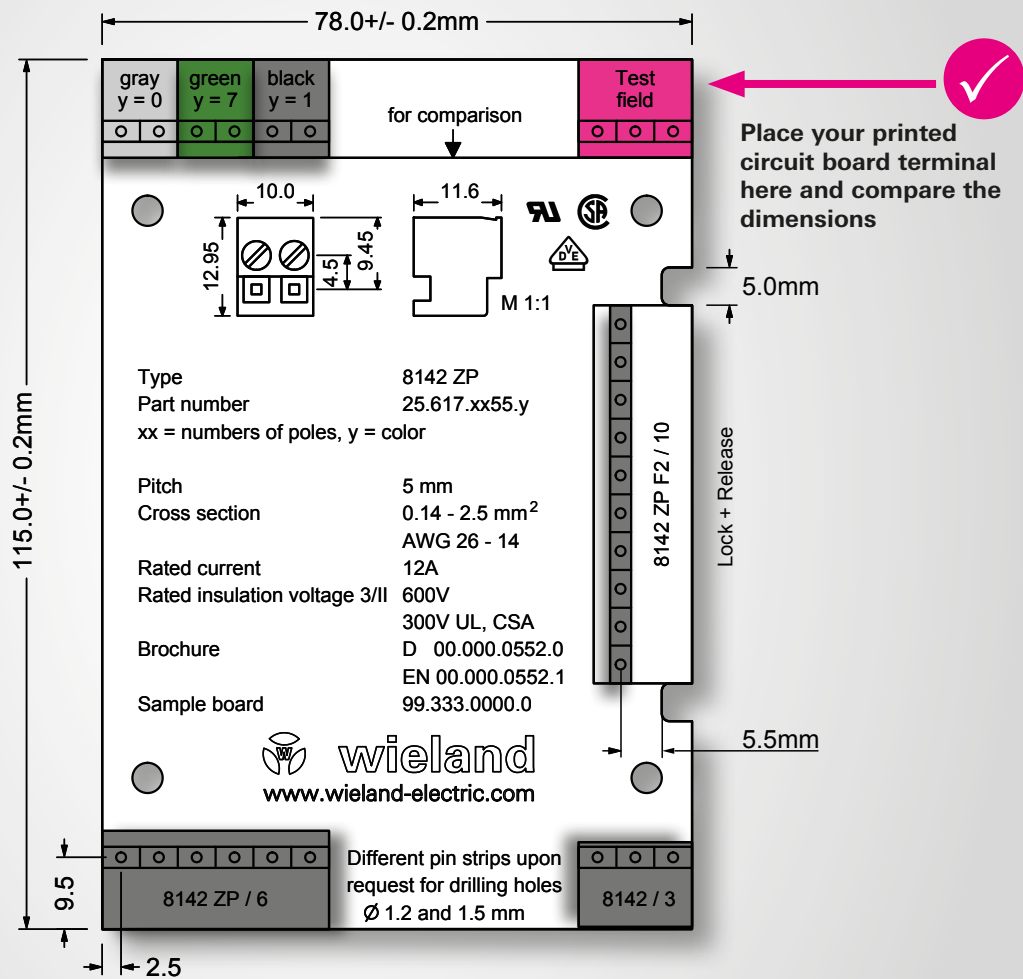 78.0+/- 0.2mm
gray
y = 0
green
y = 7
black
y = 1
for comparison
Test
field
Place your printed
circuit board terminal
here and compare the
dimensions
10.0
12.95
4.5
9.45
11.6
M 1:1
RU
SA
VDE
5.0mm
115.0+/- 0.2mm
Type 8142 ZP
Part number 25.617.xx55.y
xx = numbers of poles, y = color
Pitch 5 mm
Cross section 0.14 - 2.5 mm²
AWG 26 - 14
Rated current 12A
Rated insulation voltage 3/II 600V
300V UL, CSA
Brochure D 00.000.0552.0
EN 00.000.0552.1
Sample board 99.333.0000.0
8142 ZP F2 / 10
Lock + Release
5.5mm
W
wieland
www.wieland-electric.com
Different pin strips upon
request for drilling holes
Ø 1.2 and 1.5 mm
8142 ZP / 6
8142 / 3
9.5
2.5